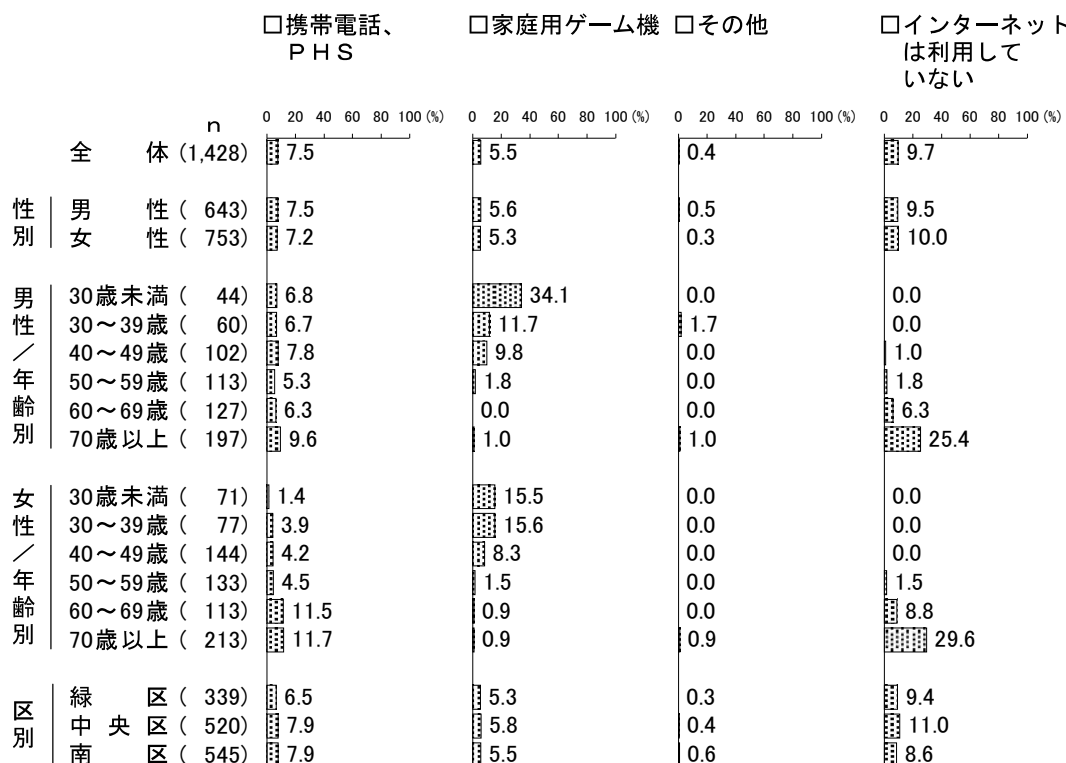 □携帯電話、 □家庭用ゲーム機 □その他 □インターネット
ＰＨＳ は利用して
いない
n 0 20 40 60 80 100 (%) 0 20 40 60 80 100 (%) 0 20 40 60 80 100 (%) 0 20 40 60 80 100 (%)
全体 (1,428) 7.5 5.5 0.4 9.7
性別
男性 ( 643) 7.5 5.6 0.5 9.5
女性 ( 753) 7.2 5.3 0.3 10.0
男性／年齢別
30歳未満 ( 44) 6.8 34.1 0.0 0.0
30～39歳 ( 60) 6.7 11.7 1.7 0.0
40～49歳 ( 102) 7.8 9.8 0.0 1.0
50～59歳 ( 113) 5.3 1.8 0.0 1.8
60～69歳 ( 127) 6.3 0.0 0.0 6.3
70歳以上 ( 197) 9.6 1.0 1.0 25.4
女性／年齢別
30歳未満 ( 71) 1.4 15.5 0.0 0.0
30～39歳 ( 77) 3.9 15.6 0.0 0.0
40～49歳 ( 144) 4.2 8.3 0.0 0.0
50～59歳 ( 133) 4.5 1.5 0.0 1.5
60～69歳 ( 113) 11.5 0.9 0.0 8.8
70歳以上 ( 213) 11.7 0.9 0.9 29.6
区別
緑区 ( 339) 6.5 5.3 0.3 9.4
中央区 ( 520) 7.9 5.8 0.4 11.0
南区 ( 545) 7.9 5.5 0.6 8.6